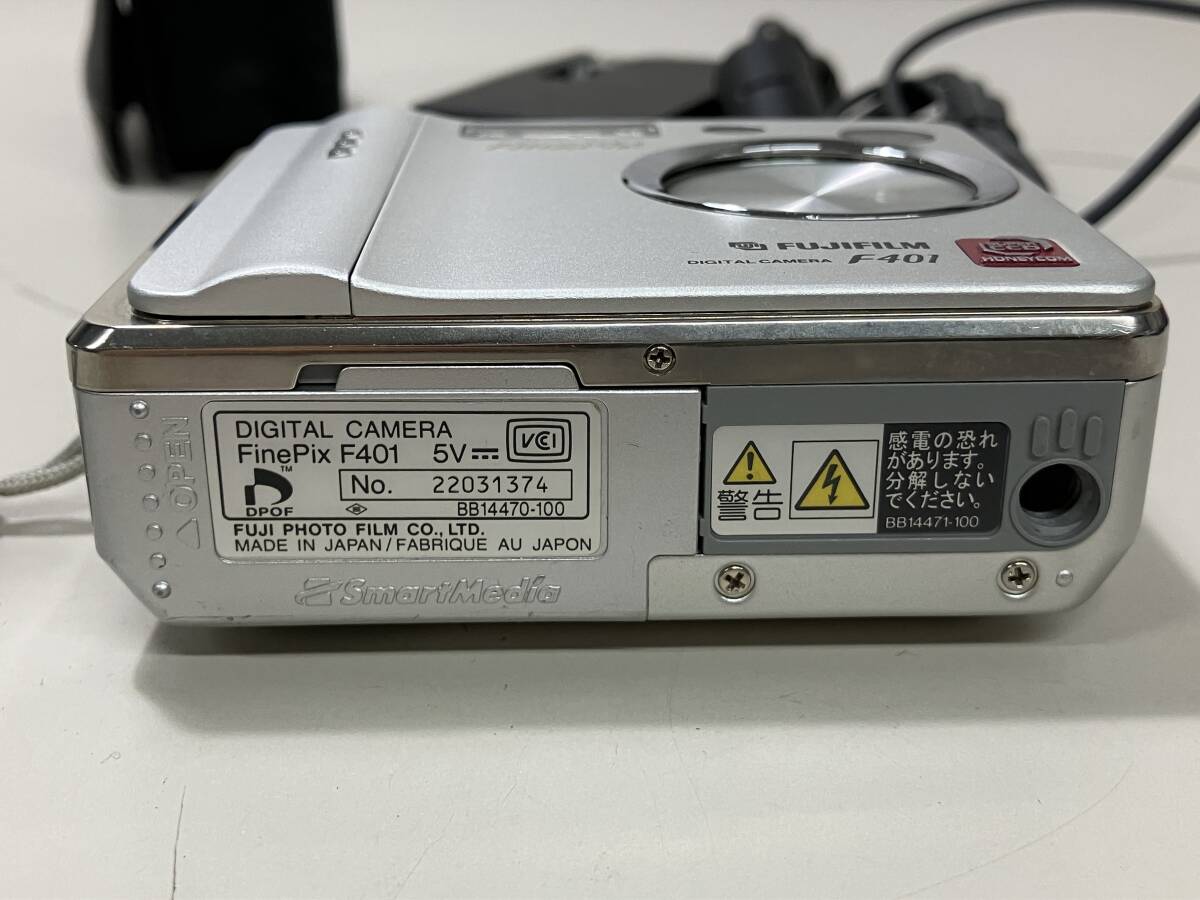 FUJIFILM
DIGITAL CAMERA F401
HONEYCOM
OPEN
DIGITAL CAMERA
FinePix F401 5V
VCI
DPOF
TM
No. 22031374
BB14470-100
FUJI PHOTO FILM CO., LTD.
MADE IN JAPAN/FABRIQUE AU JAPON
SmartMedia
警告
感電の恐れ
があります。
分解しない
でください。
BB14471-100